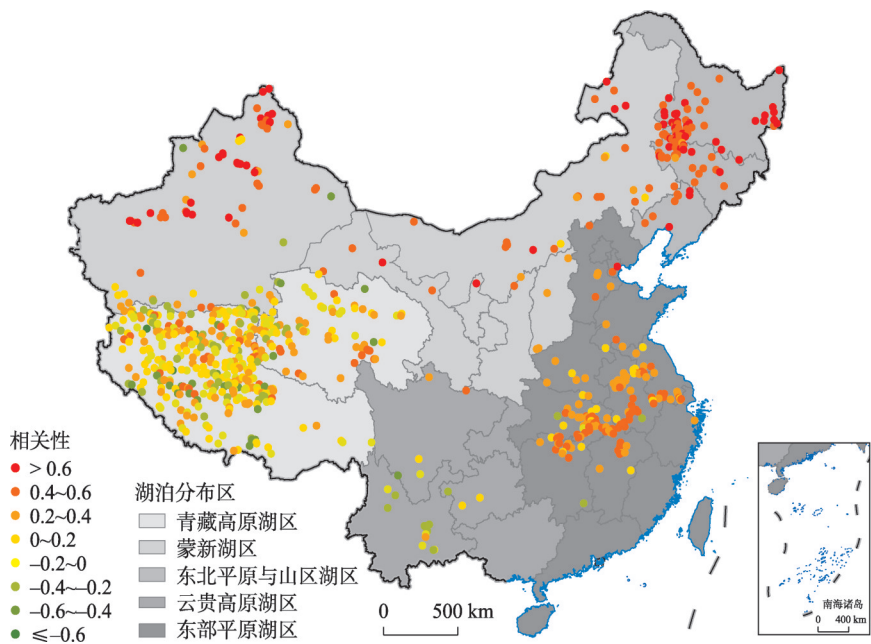 相关性
> 0.6
0.4~0.6
0.2~0.4
0~0.2
−0.2~0
−0.4~−0.2
−0.6~−0.4
≤−0.6
湖泊分布区
青藏高原湖区
蒙新湖区
东北平原与山区湖区
云贵高原湖区
东部平原湖区
0 500 km
南海诸岛
0 400 km